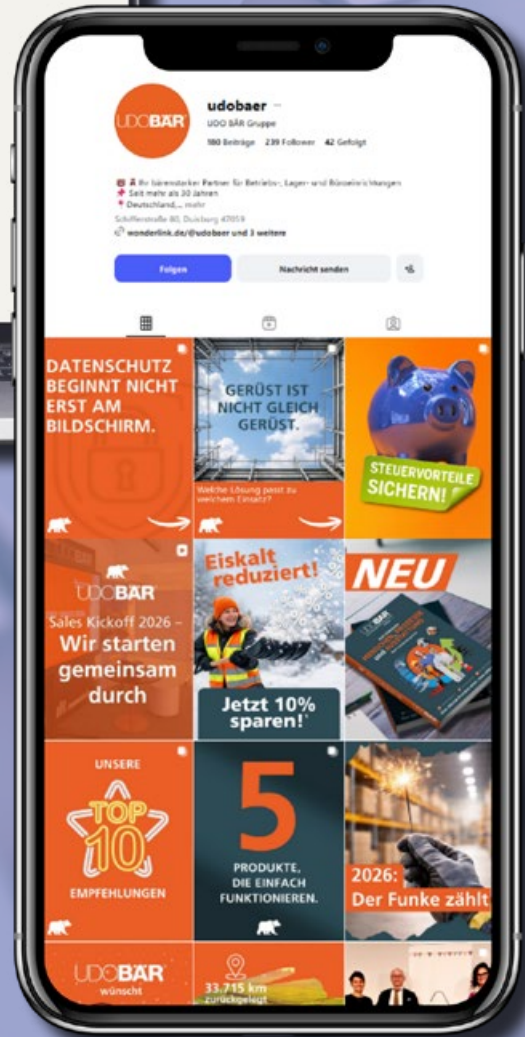 udobaer
UDO BÄR Gruppe
180 Beiträge 239 Follower 42 Gefolgt
Ihr bärenstarker Partner für Betriebs-, Lager- und Büroeinrichtungen
Seit mehr als 30 Jahren
Deutschland,... mehr
Schifferstraße 80, Duisburg 47059
wonderlink.de/@udobaer und 3 weitere
Folgen
Nachricht senden
UDOBÄR
DATENSCHUTZ
BEGINNT NICHT
ERST AM
BILDSCHIRM.
GERÜST IST
NICHT GLEICH
GERÜST.
Welche Lösung passt zu
welchem Einsatz?
STEUERVORTEILE
SICHERN!
UDOBÄR
Sales Kickoff 2026 –
Wir starten
gemeinsam
durch
Eiskalt
reduziert!
Jetzt 10%
sparen!
NEU
UDOBÄR
UNSERE
TOP
10
EMPFEHLUNGEN
5
PRODUKTE,
DIE EINFACH
FUNKTIONIEREN.
2026:
Der Funke zählt
UDOBÄR
wünscht
33.715 km
zurückgelegt